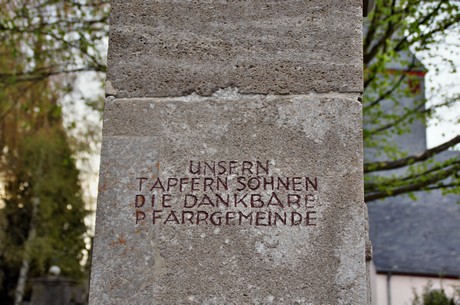 UNSERN
TAPFERN SÖHNEN
DIE DANKBARE
PFARRGEMEINDE